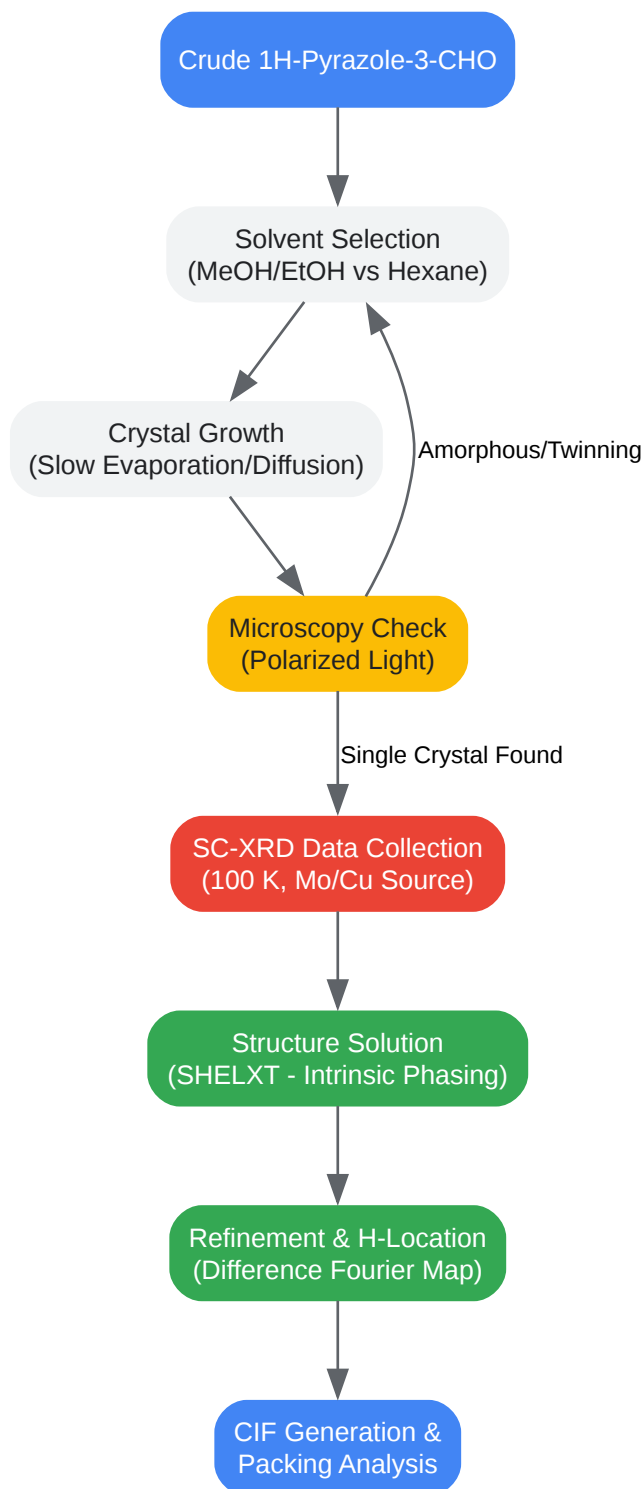 Crude 1H-Pyrazole-3-CHO
Solvent Selection
(MeOH/EtOH vs Hexane)
Crystal Growth
(Slow Evaporation/Diffusion)
Amorphous/Twinning
Microscopy Check
(Polarized Light)
Single Crystal Found
SC-XRD Data Collection
(100 K, Mo/Cu Source)
Structure Solution
(SHELXT - Intrinsic Phasing)
Refinement & H-Location
(Difference Fourier Map)
CIF Generation &
Packing Analysis